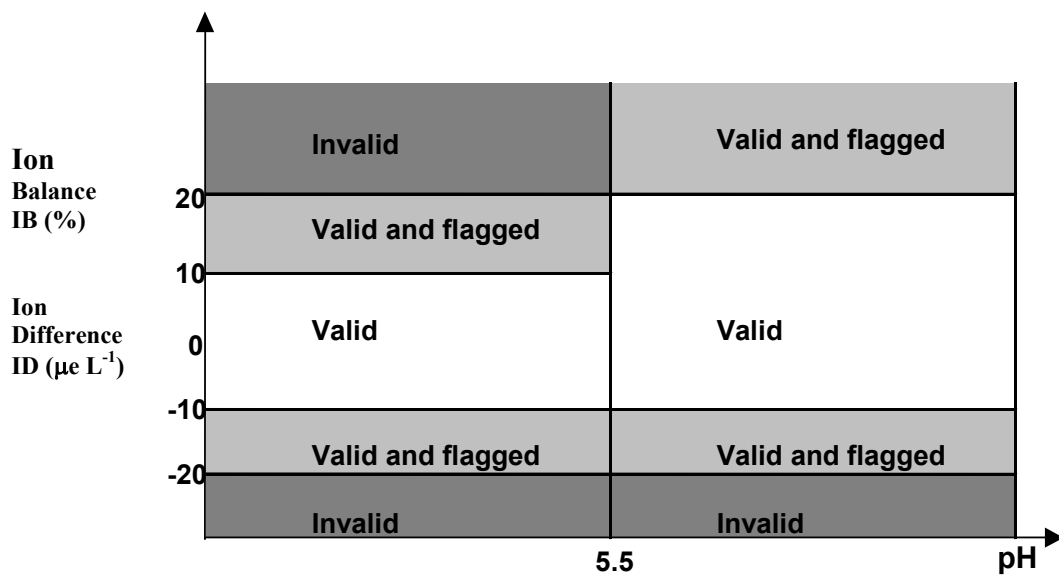 Ion
Balance
IB (%)
Ion
Difference
ID (µe L⁻¹)
20
10
0
-10
-20
Invalid
Valid and flagged
Valid and flagged
Valid
Valid
Valid and flagged
Valid and flagged
Invalid
Invalid
5.5
pH